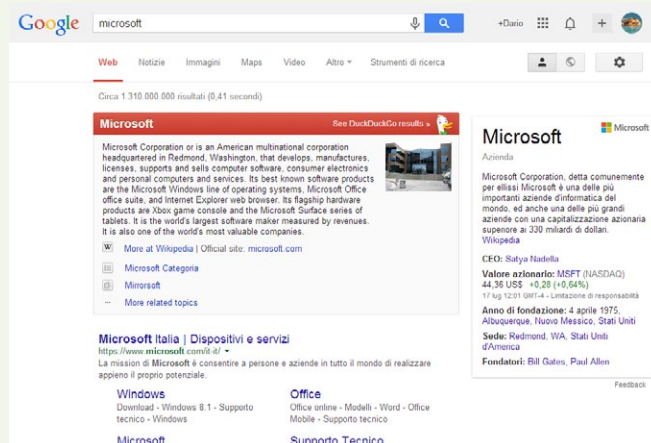 Google
microsoft
+Dario
Web Notizie Immagini Maps Video Altro Strumenti di ricerca
Circa 1.310.000.000 risultati (0,41 secondi)
Microsoft
See DuckDuckGo results »
Microsoft Corporation or is an American multinational corporation
headquartered in Redmond, Washington, that develops, manufactures,
licenses, supports and sells computer software, consumer electronics
and personal computers and services. Its best known software products
are the Microsoft Windows line of operating systems, Microsoft Office
office suite, and Internet Explorer web browser. Its flagship hardware
products are Xbox game console and the Microsoft Surface series of
tablets. It is the world's largest software maker measured by revenues.
It is also one of the world's most valuable companies.
W More at Wikipedia | Official site: microsoft.com
Microsoft Categoria
Mirrorsoft
More related topics
Microsoft Italia | Dispositivi e servizi
https://www.microsoft.com/it-it/
La mission di Microsoft è consentire a persone e aziende in tutto il mondo di realizzare
appieno il proprio potenziale.
Windows
Download - Windows 8.1 - Supporto
tecnico - Windows
Office
Office online - Modelli - Word - Office
Mobile - Supporto tecnico
Microsoft
Supporto Tecnico
Microsoft
Microsoft
Azienda
Microsoft Corporation, detta comunemente
per ellissi Microsoft è una delle più
importanti aziende d'informatica del
mondo, ed anche una delle più grandi
aziende con una capitalizzazione azionaria
superiore ai 330 miliardi di dollari.
Wikipedia
CEO: Satya Nadella
Valore azionario: MSFT (NASDAQ)
44,36 US$ +0,28 (+0,64%)
17 lug 12:01 GMT-4 - Limitazione di responsabilità
Anno di fondazione: 4 aprile 1975,
Albuquerque, Nuovo Messico, Stati Uniti
Sede: Redmond, WA, Stati Uniti
d'America
Fondatori: Bill Gates, Paul Allen
Feedback